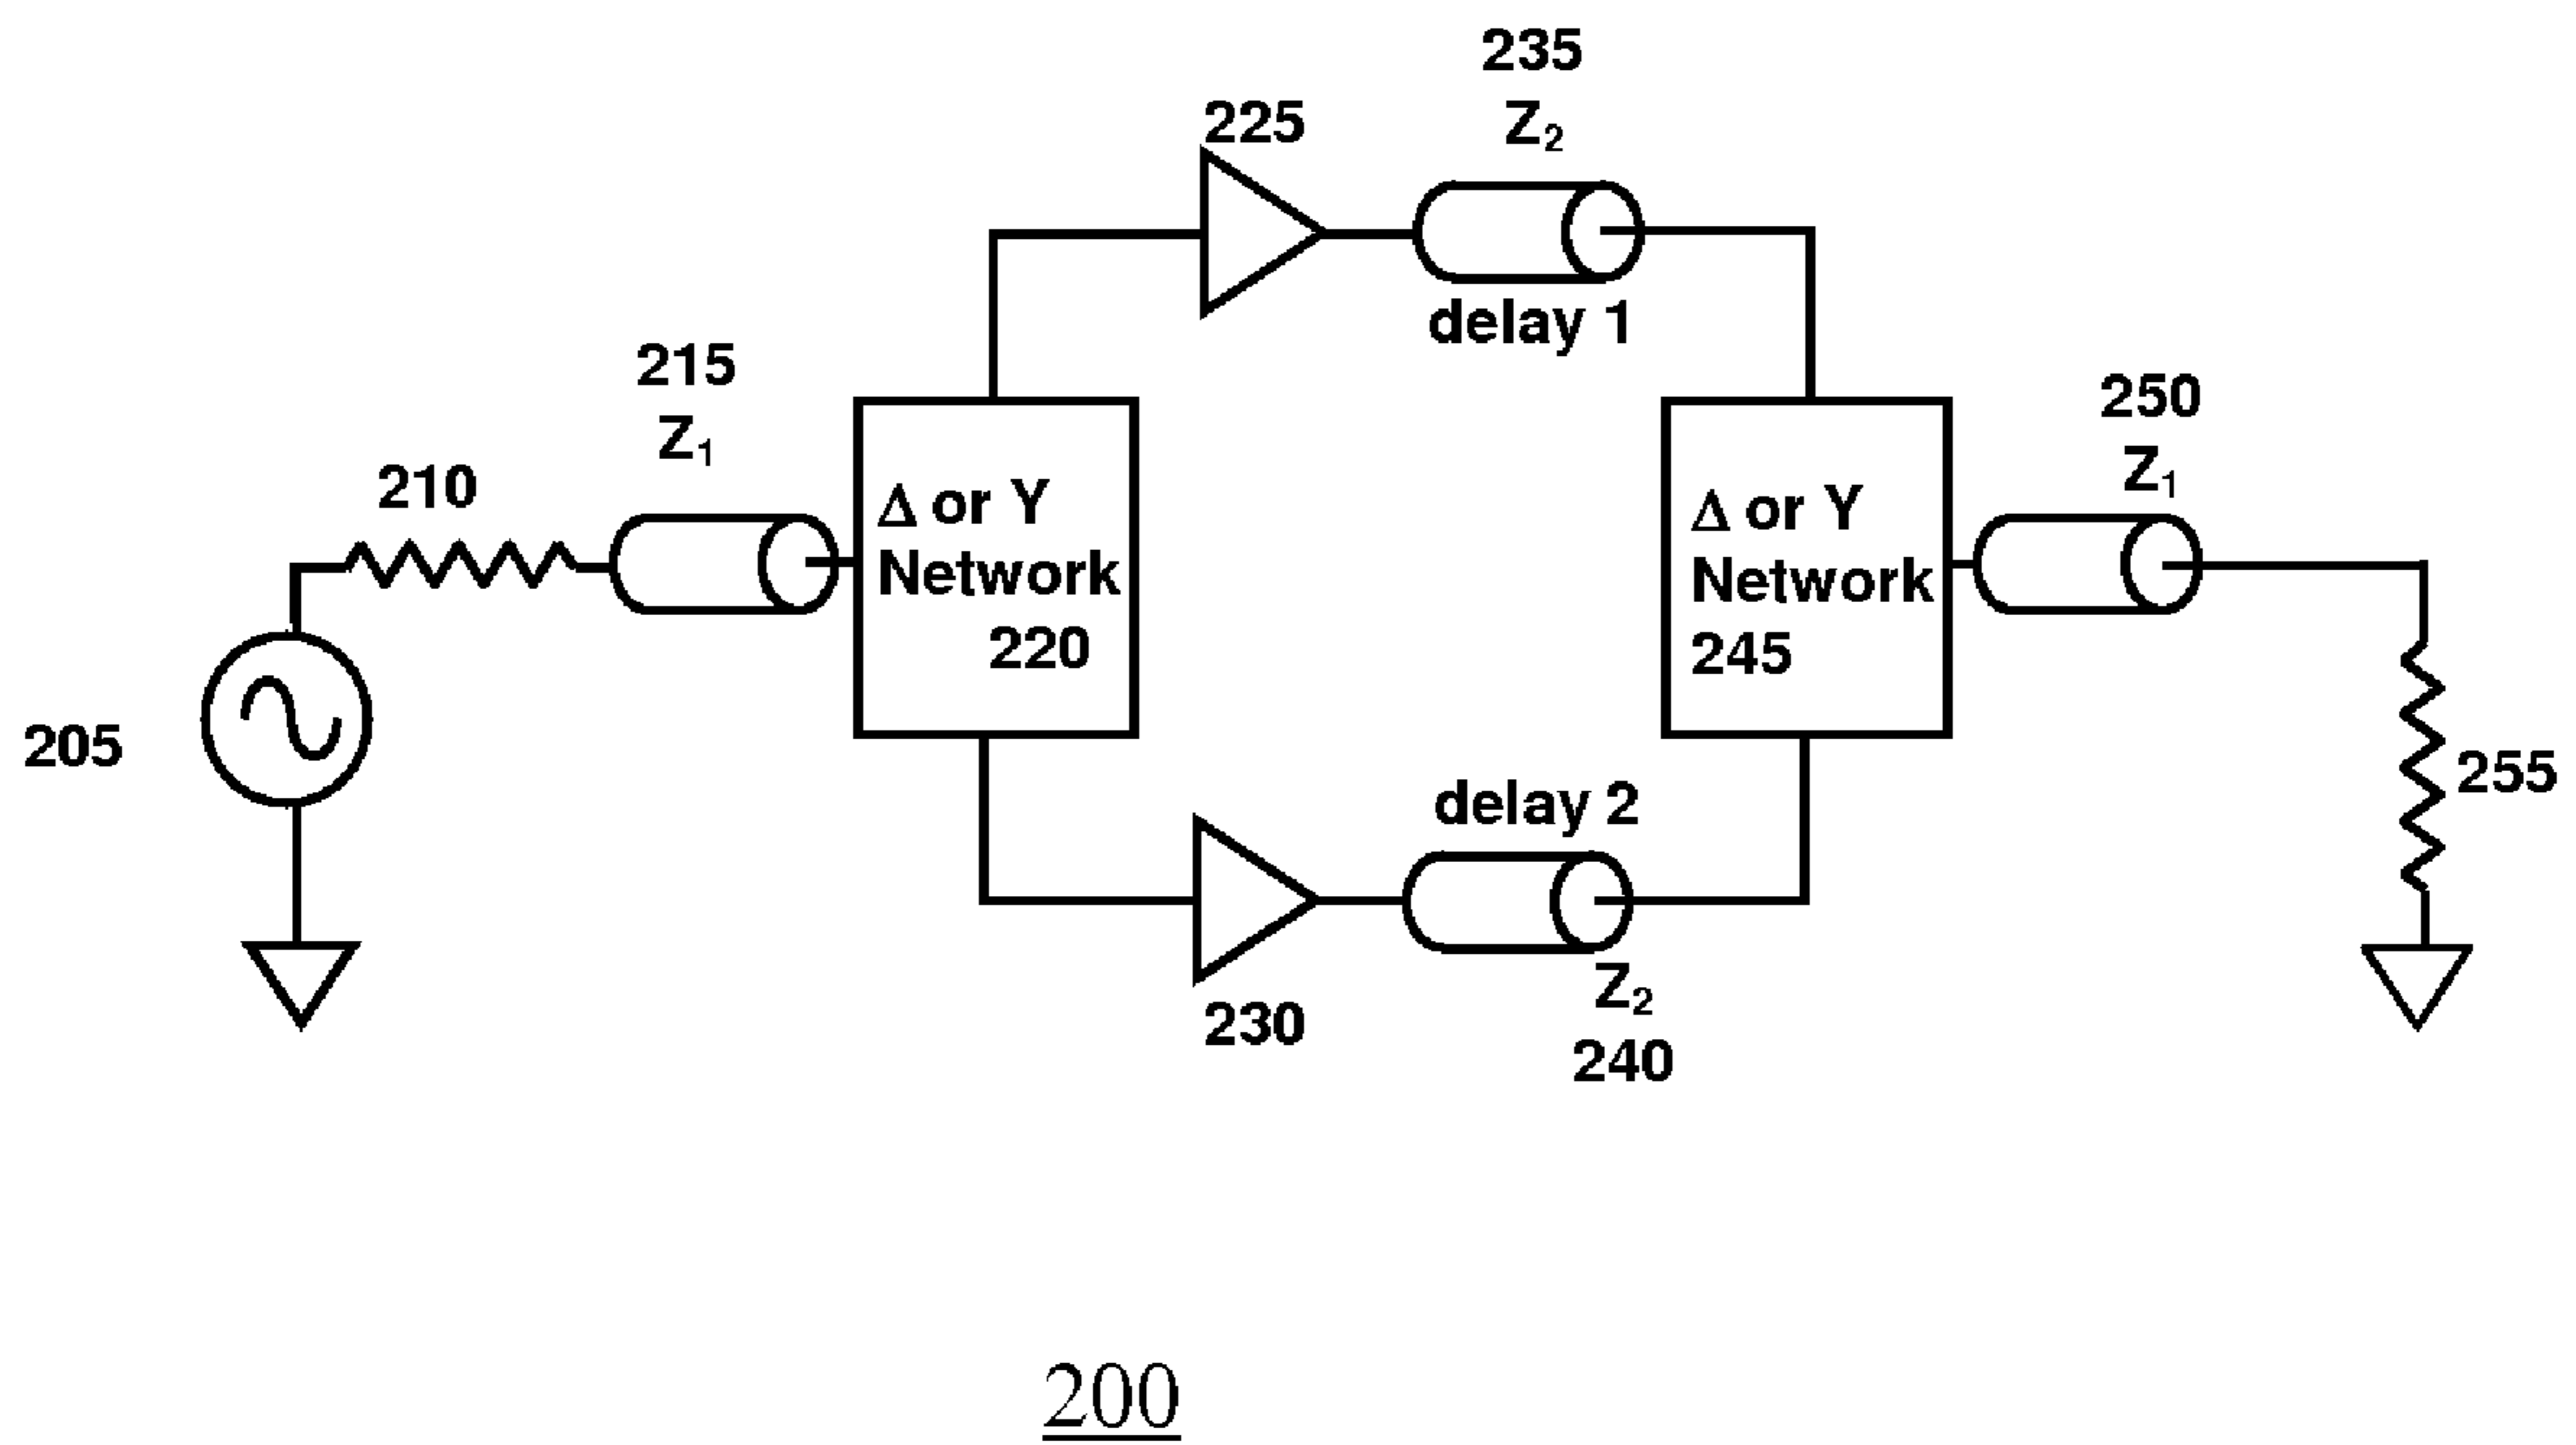 235
Z₂
225
delay 1
215
Z₁
210
Δ or Y
Network
220
205
Δ or Y
Network
245
250
Z₁
255
delay 2
Z₂
230
240
200